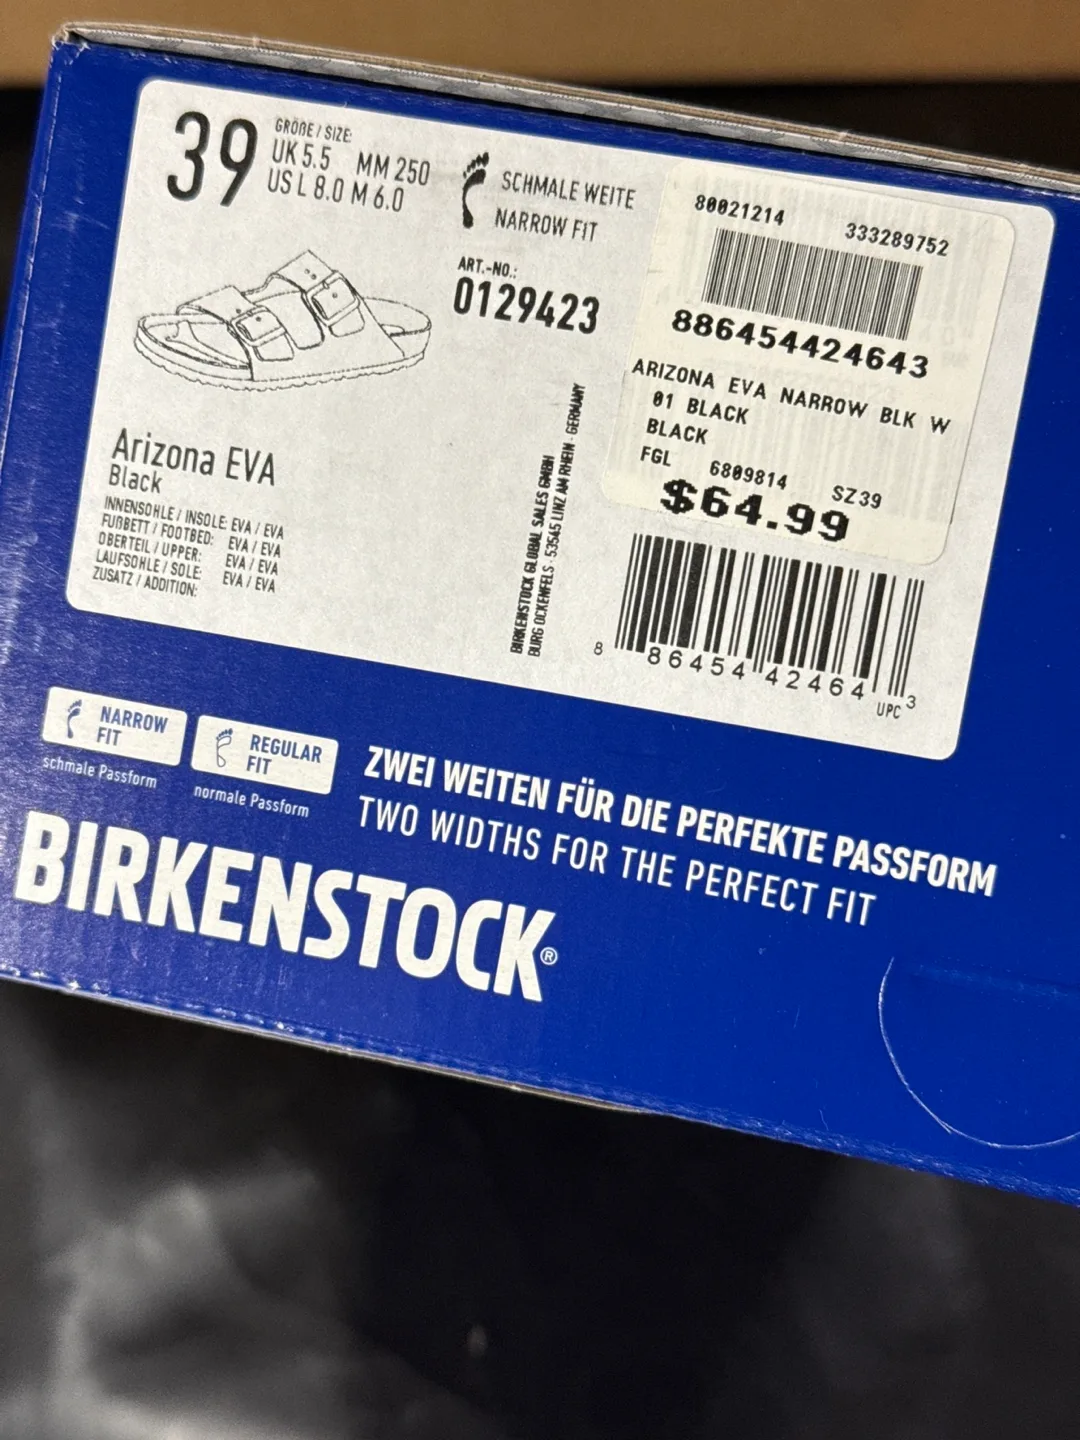 39
GRÖßE / SIZE:
UK 5.5 MM 250
US L 8.0 M 6.0
SCHMALE WEITE
NARROW FIT
ART.-NO.:
0129423
Arizona EVA
Black
INNENSOHLE / INSOLE: EVA / EVA
FUßBETT / FOOTBED: EVA / EVA
OBERTEIL / UPPER: EVA / EVA
LAUFSOHLE / SOLE: EVA / EVA
ZUSATZ / ADDITION:
BIRKENSTOCK GLOBAL SALES GMBH
BURG OCKENFELS · 53545 LINZ AM RHEIN · GERMANY
80021214 333289752
886454424643
ARIZONA EVA NARROW BLK W
01 BLACK
BLACK
FGL 6809814 SZ39
$64.99
8 86454 42464 3
UPC
NARROW
FIT
schmale Passform
REGULAR
FIT
normale Passform
ZWEI WEITEN FÜR DIE PERFEKTE PASSFORM
TWO WIDTHS FOR THE PERFECT FIT
BIRKENSTOCK®